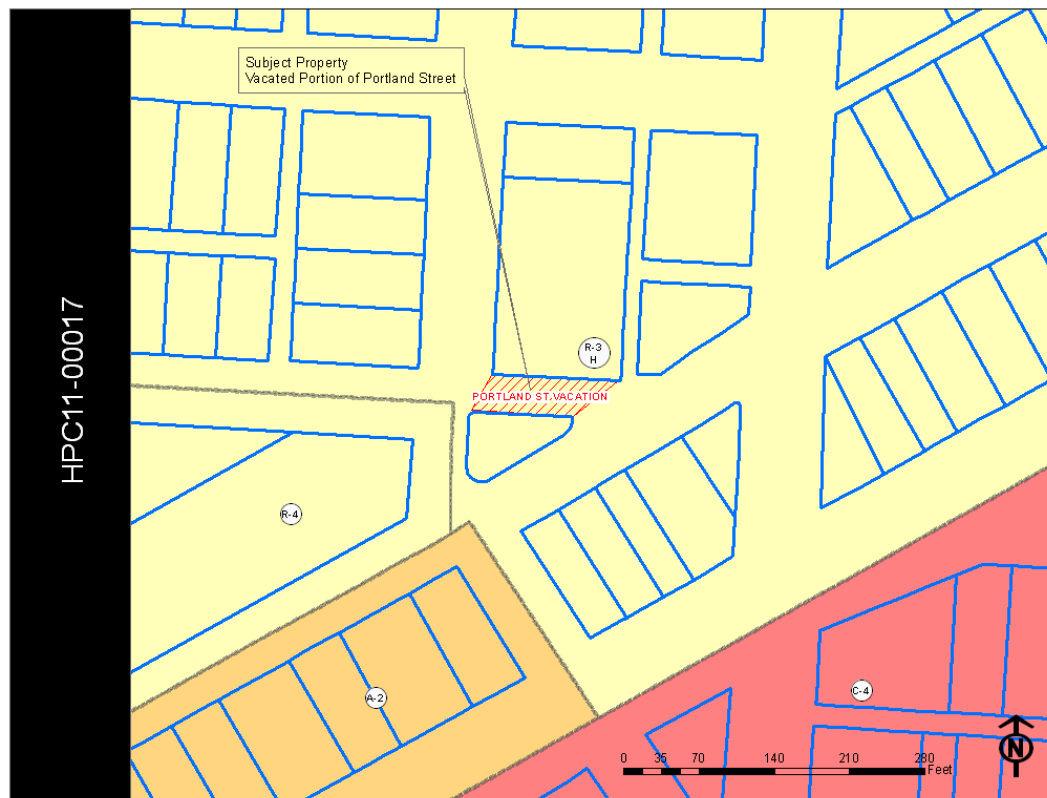 HPC11-00017
Subject Property
Vacated Portion of Portland Street
R-3
H
PORTLAND ST.VACATION
R-4
A-2
C-4
0 35 70 140 210 280
Feet
N